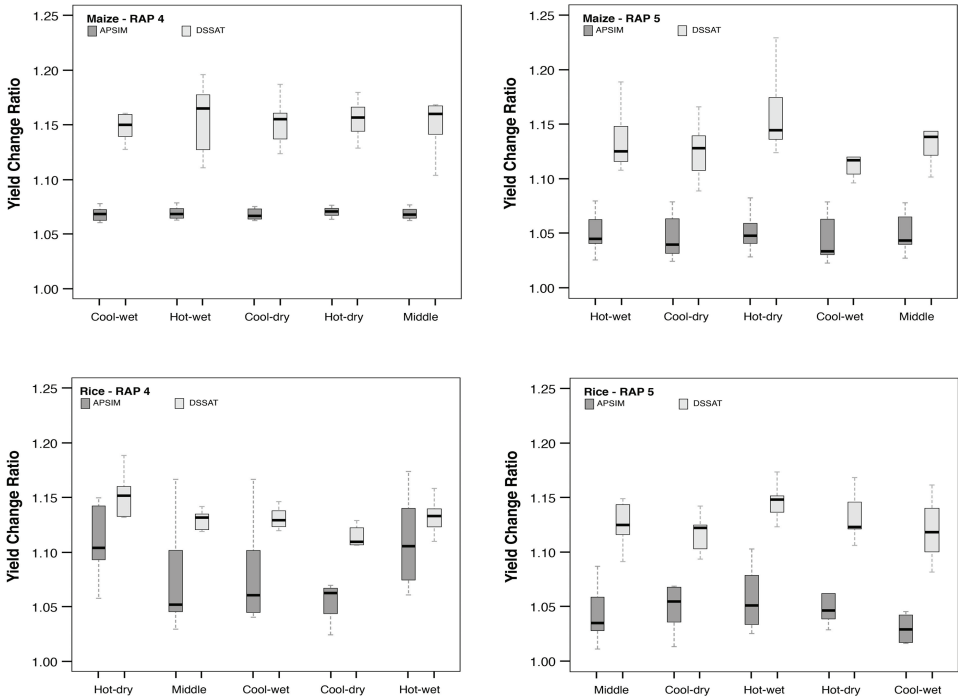 Maize - RAP 4
APSIM DSSAT
Yield Change Ratio
1.25
1.20
1.15
1.10
1.05
1.00
Cool-wet Hot-wet Cool-dry Hot-dry Middle
Maize - RAP 5
APSIM DSSAT
Yield Change Ratio
1.25
1.20
1.15
1.10
1.05
1.00
Hot-wet Cool-dry Hot-dry Cool-wet Middle
Rice - RAP 4
APSIM DSSAT
Yield Change Ratio
1.25
1.20
1.15
1.10
1.05
1.00
Hot-dry Middle Cool-wet Cool-dry Hot-wet
Rice - RAP 5
APSIM DSSAT
Yield Change Ratio
1.25
1.20
1.15
1.10
1.05
1.00
Middle Cool-dry Hot-wet Hot-dry Cool-wet